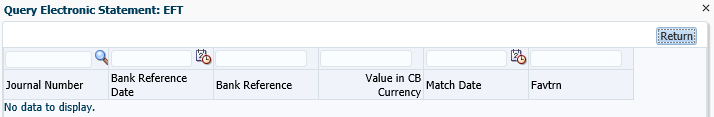 Query Electronic Statement: EFT
Return
Journal Number
Bank Reference
Date
Bank Reference
Value in CB
Currency
Match Date
Favtrn
No data to display.